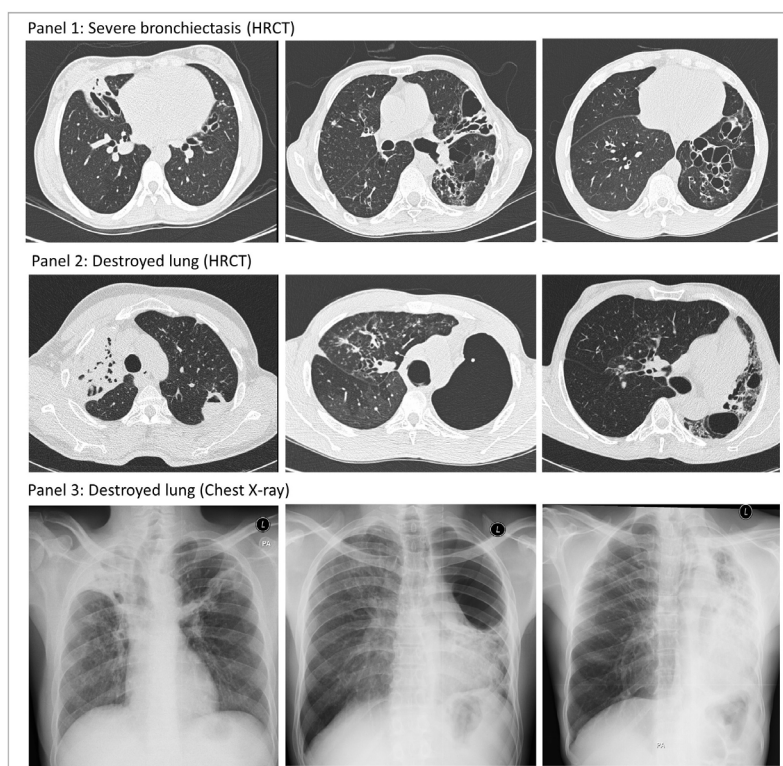 Panel 1: Severe bronchiectasis (HRCT)
Panel 2: Destroyed lung (HRCT)
Panel 3: Destroyed lung (Chest X-ray)
L
PA
L
L
PA